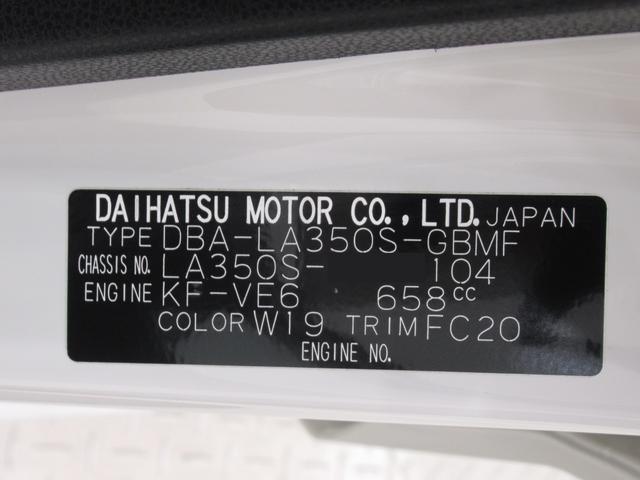 DAIHATSU MOTOR CO., LTD. JAPAN
TYPE DBA-LA350S-GBMF
CHASSIS NO. LA350S- 104
ENGINE KF-VE6 658cc
COLOR W19 TRIM FC20
ENGINE NO.